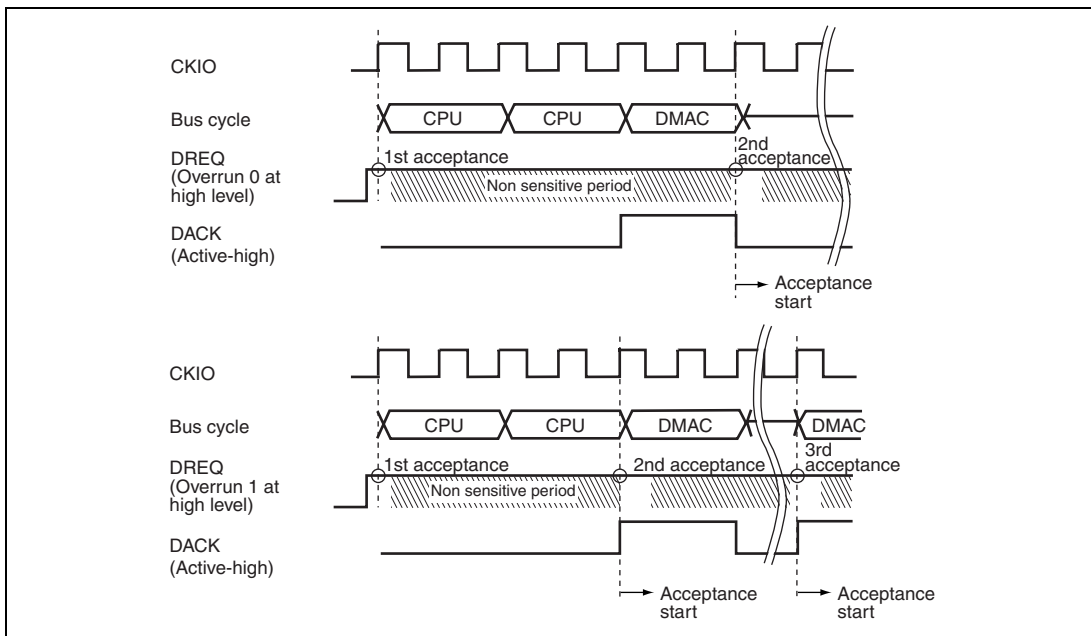 CKIO
Bus cycle
CPU CPU DMAC
DREQ
(Overrun 0 at
high level)
1st acceptance
Non sensitive period
2nd
acceptance
DACK
(Active-high)
Acceptance
start
CKIO
Bus cycle
CPU CPU DMAC DMAC
DREQ
(Overrun 1 at
high level)
1st acceptance
Non sensitive period
2nd acceptance
3rd
acceptance
DACK
(Active-high)
Acceptance
start
Acceptance
start